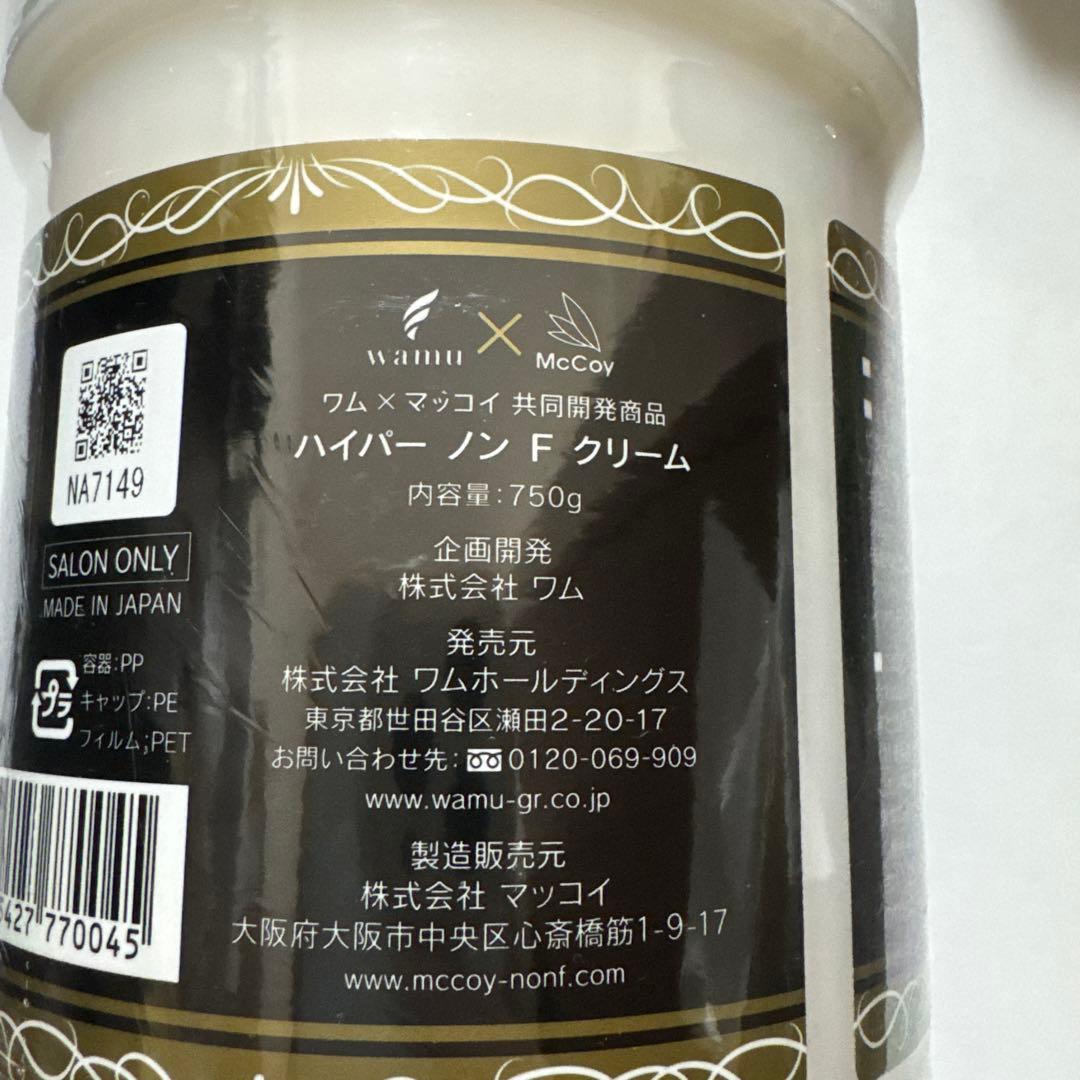 wamu × McCoy
ワム×マッコイ 共同開発商品
ハイパー ノン F クリーム
内容量:750g
企画開発
株式会社 ワム
発売元
株式会社 ワムホールディングス
東京都世田谷区瀬田2-20-17
お問い合わせ先:0120-069-909
www.wamu-gr.co.jp
製造販売元
株式会社 マッコイ
大阪府大阪市中央区心斎橋筋1-9-17
www.mccoy-nonf.com
NA7149
SALON ONLY
MADE IN JAPAN
プラ
容器:PP
キャップ:PE
フィルム;PET
427 770045